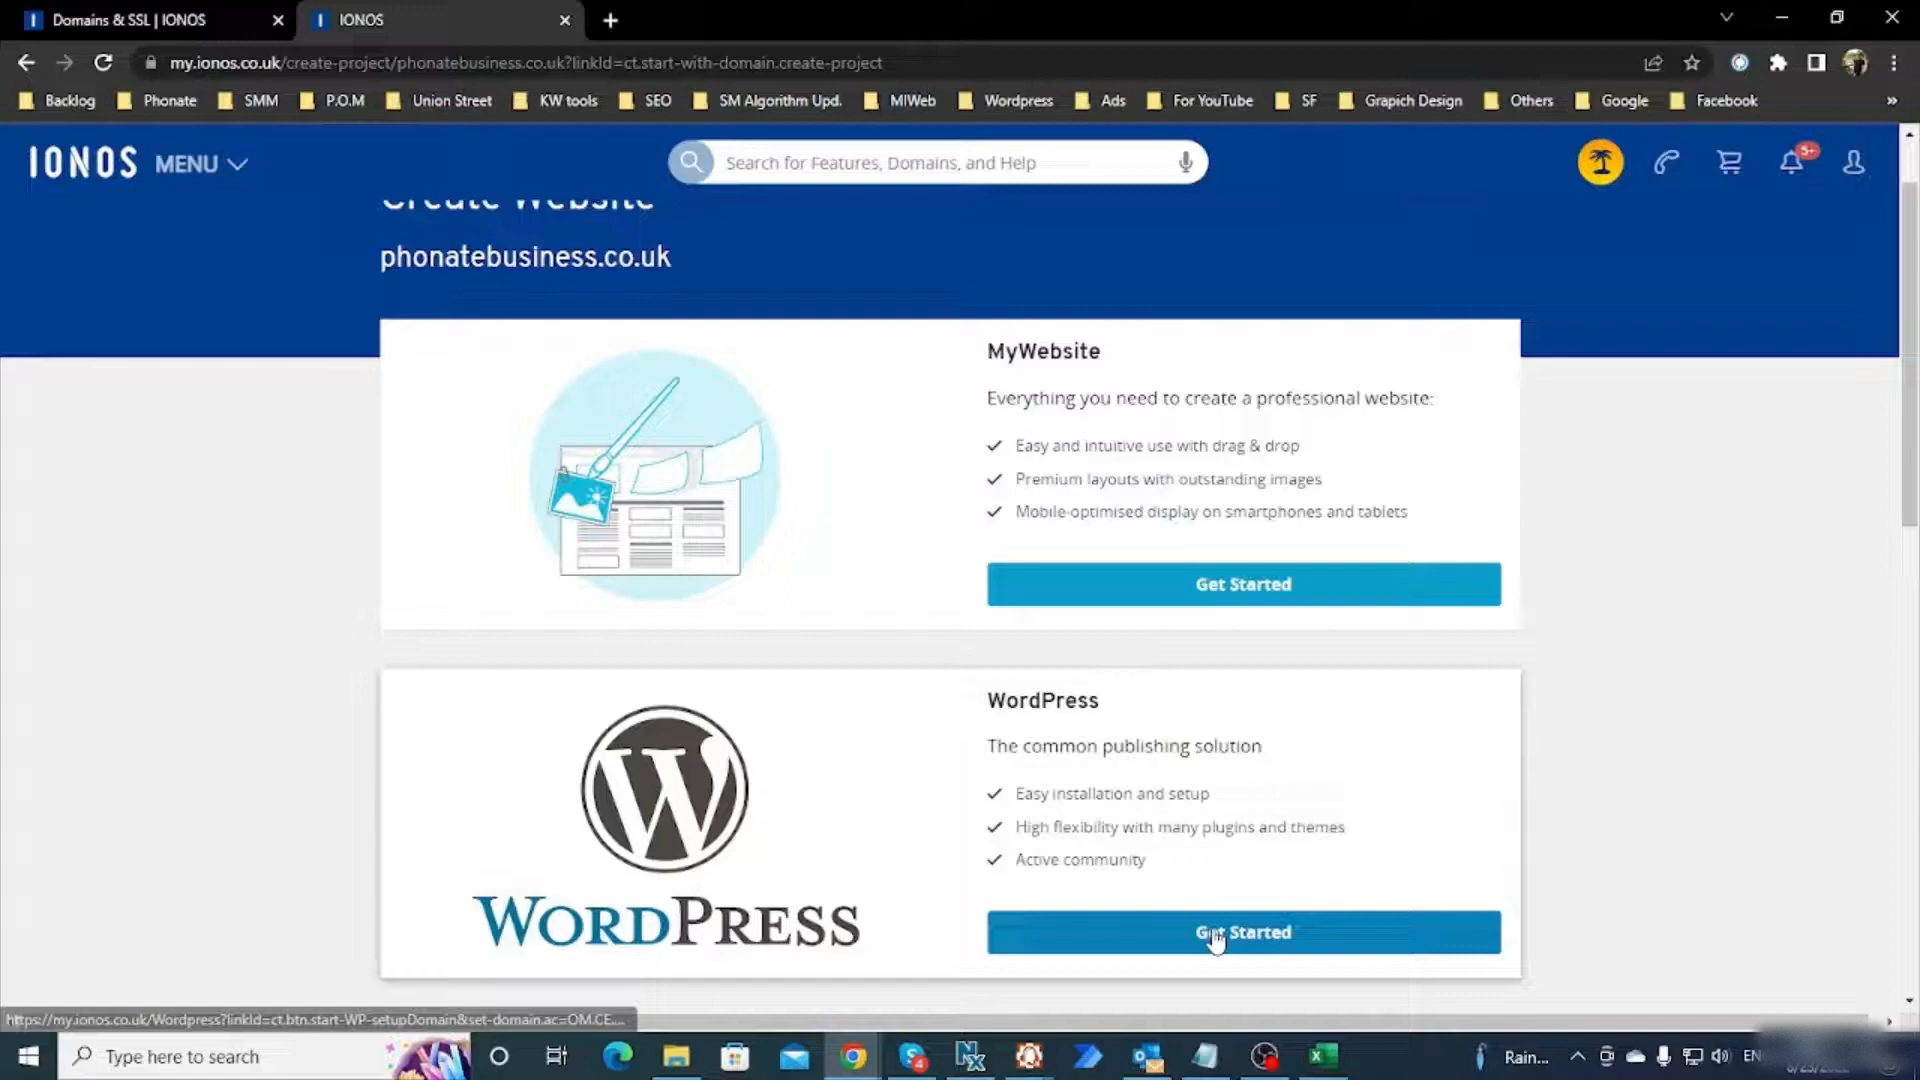 Domains & SSL | IONOS
IONOS
my.ionos.co.uk/create-project/phonatebusiness.co.uk?linkId=ct.start-with-domain.create-project
Backlog Phonate SMM P.O.M Union Street KW tools SEO SM Algorithm Upd. MIWeb Wordpress Ads For YouTube SF Grapich Design Others Google Facebook
IONOS MENU Search for Features, Domains, and Help 5+
Create Website
phonatebusiness.co.uk
MyWebsite
Everything you need to create a professional website:
Easy and intuitive use with drag & drop
Premium layouts with outstanding images
Mobile-optimised display on smartphones and tablets
Get Started
WordPress
The common publishing solution
Easy installation and setup
High flexibility with many plugins and themes
Active community
WORDPRESS
Get Started
https://my.ionos.co.uk/Wordpress?linkId=ct.btn.start-WP-setupDomain&set-domain.ac=OM.CE....
Type here to search
Rain... EN